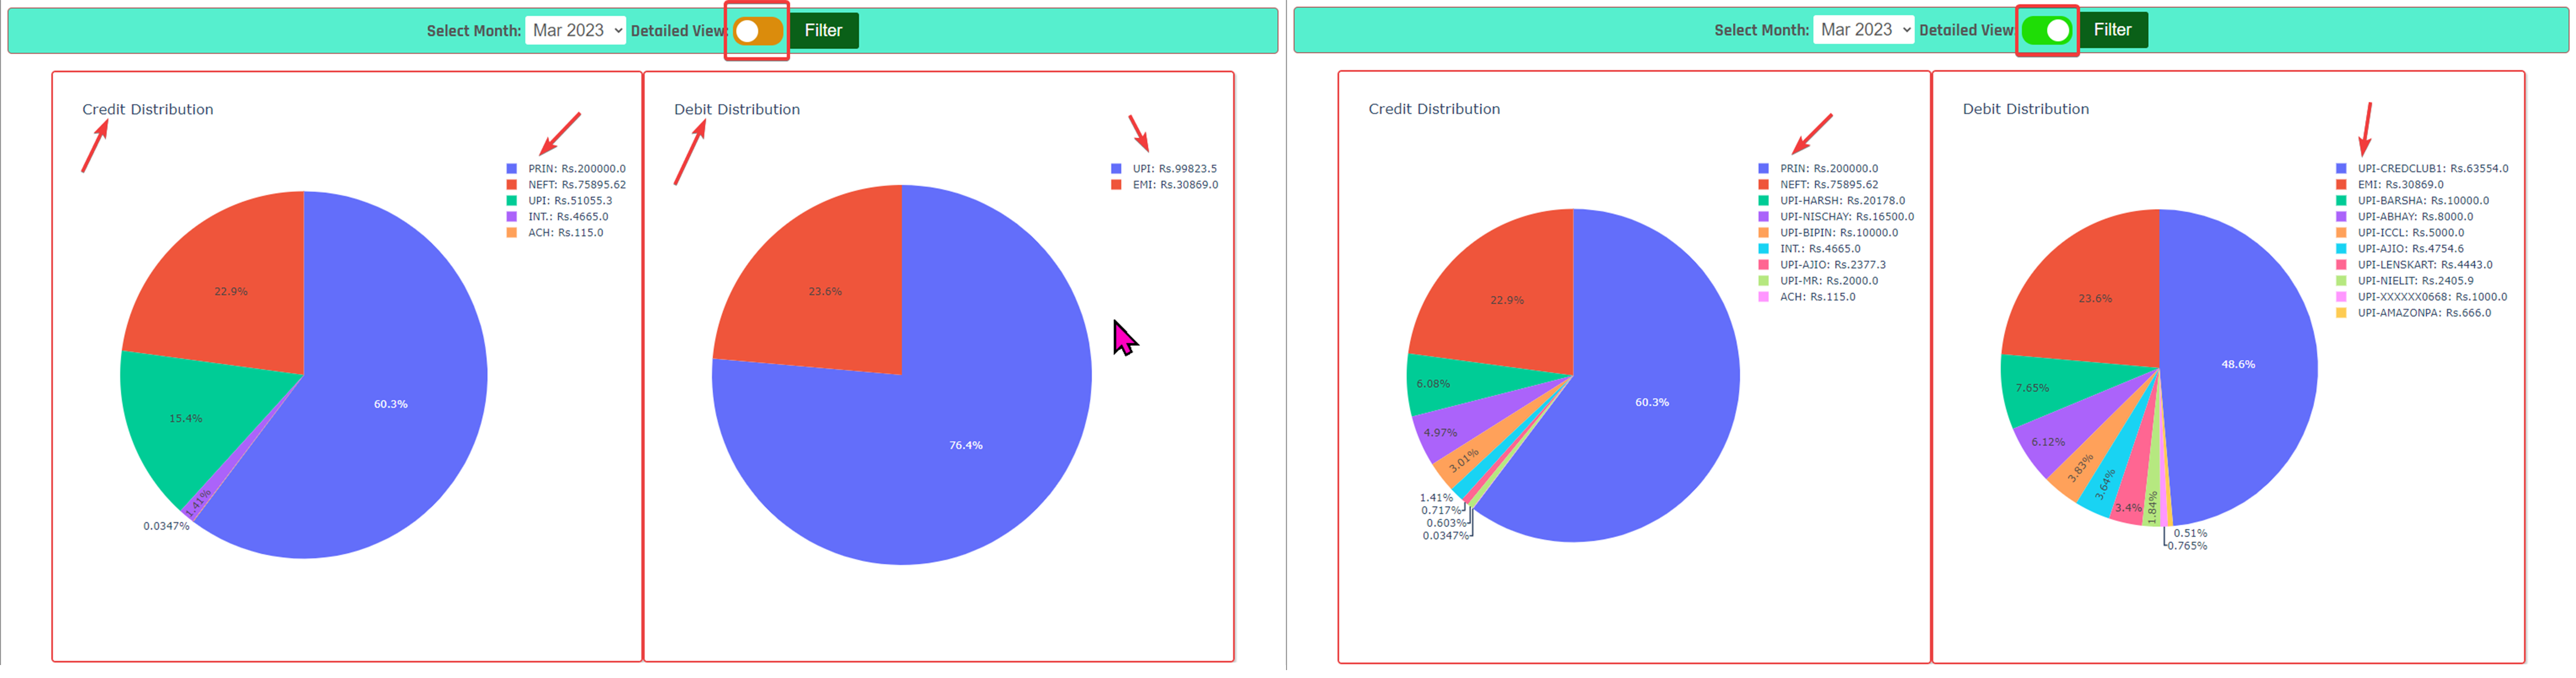 Select Month: Mar 2023 Detailed View: Filter
Credit Distribution
PRIN: Rs.200000.0
NEFT: Rs.75895.62
UPI: Rs.51055.3
INT.: Rs.4665.0
ACH: Rs.115.0
22.9%
60.3%
15.4%
1.41%
0.0347%
Debit Distribution
UPI: Rs.99823.5
EMI: Rs.30869.0
23.6%
76.4%
Select Month: Mar 2023 Detailed View Filter
Credit Distribution
PRIN: Rs.200000.0
NEFT: Rs.75895.62
UPI-HARSH: Rs.20178.0
UPI-NISCHAY: Rs.16500.0
UPI-BIPIN: Rs.10000.0
INT.: Rs.4665.0
UPI-AJIO: Rs.2377.3
UPI-MR: Rs.2000.0
ACH: Rs.115.0
22.9%
6.08%
60.3%
4.97%
3.01%
1.41%
0.717%
0.603%
0.0347%
Debit Distribution
UPI-CREDCLUB1: Rs.63554.0
EMI: Rs.30869.0
UPI-BARSHA: Rs.10000.0
UPI-ABHAY: Rs.8000.0
UPI-ICCL: Rs.5000.0
UPI-AJIO: Rs.4754.6
UPI-LENSKART: Rs.4443.0
UPI-NIELIT: Rs.2405.9
UPI-XXXXXX0668: Rs.1000.0
UPI-AMAZONPA: Rs.666.0
23.6%
48.6%
7.65%
6.12%
3.83%
3.64%
3.4%
1.84%
0.51%
0.765%